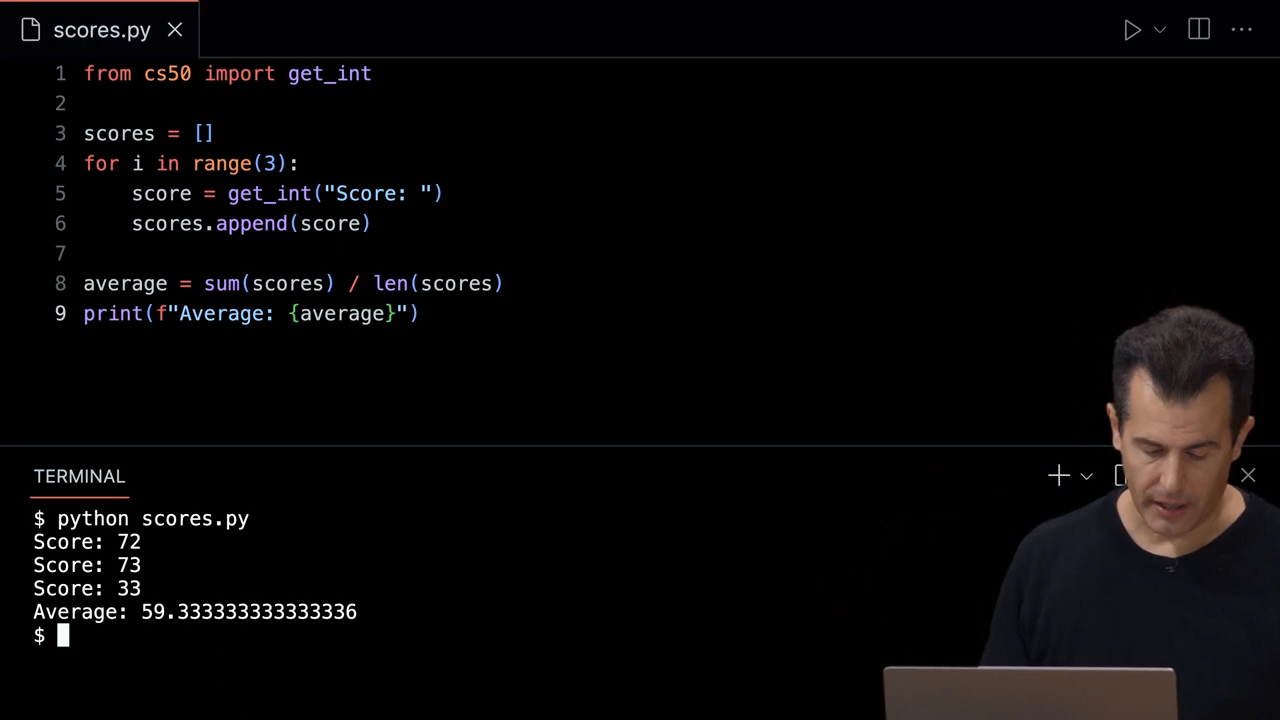 scores.py
1 from cs50 import get_int
2
3 scores = []
4 for i in range(3):
5     score = get_int("Score: ")
6     scores.append(score)
7
8 average = sum(scores) / len(scores)
9 print(f"Average: {average}")
TERMINAL
$ python scores.py
Score: 72
Score: 73
Score: 33
Average: 59.333333333333336
$